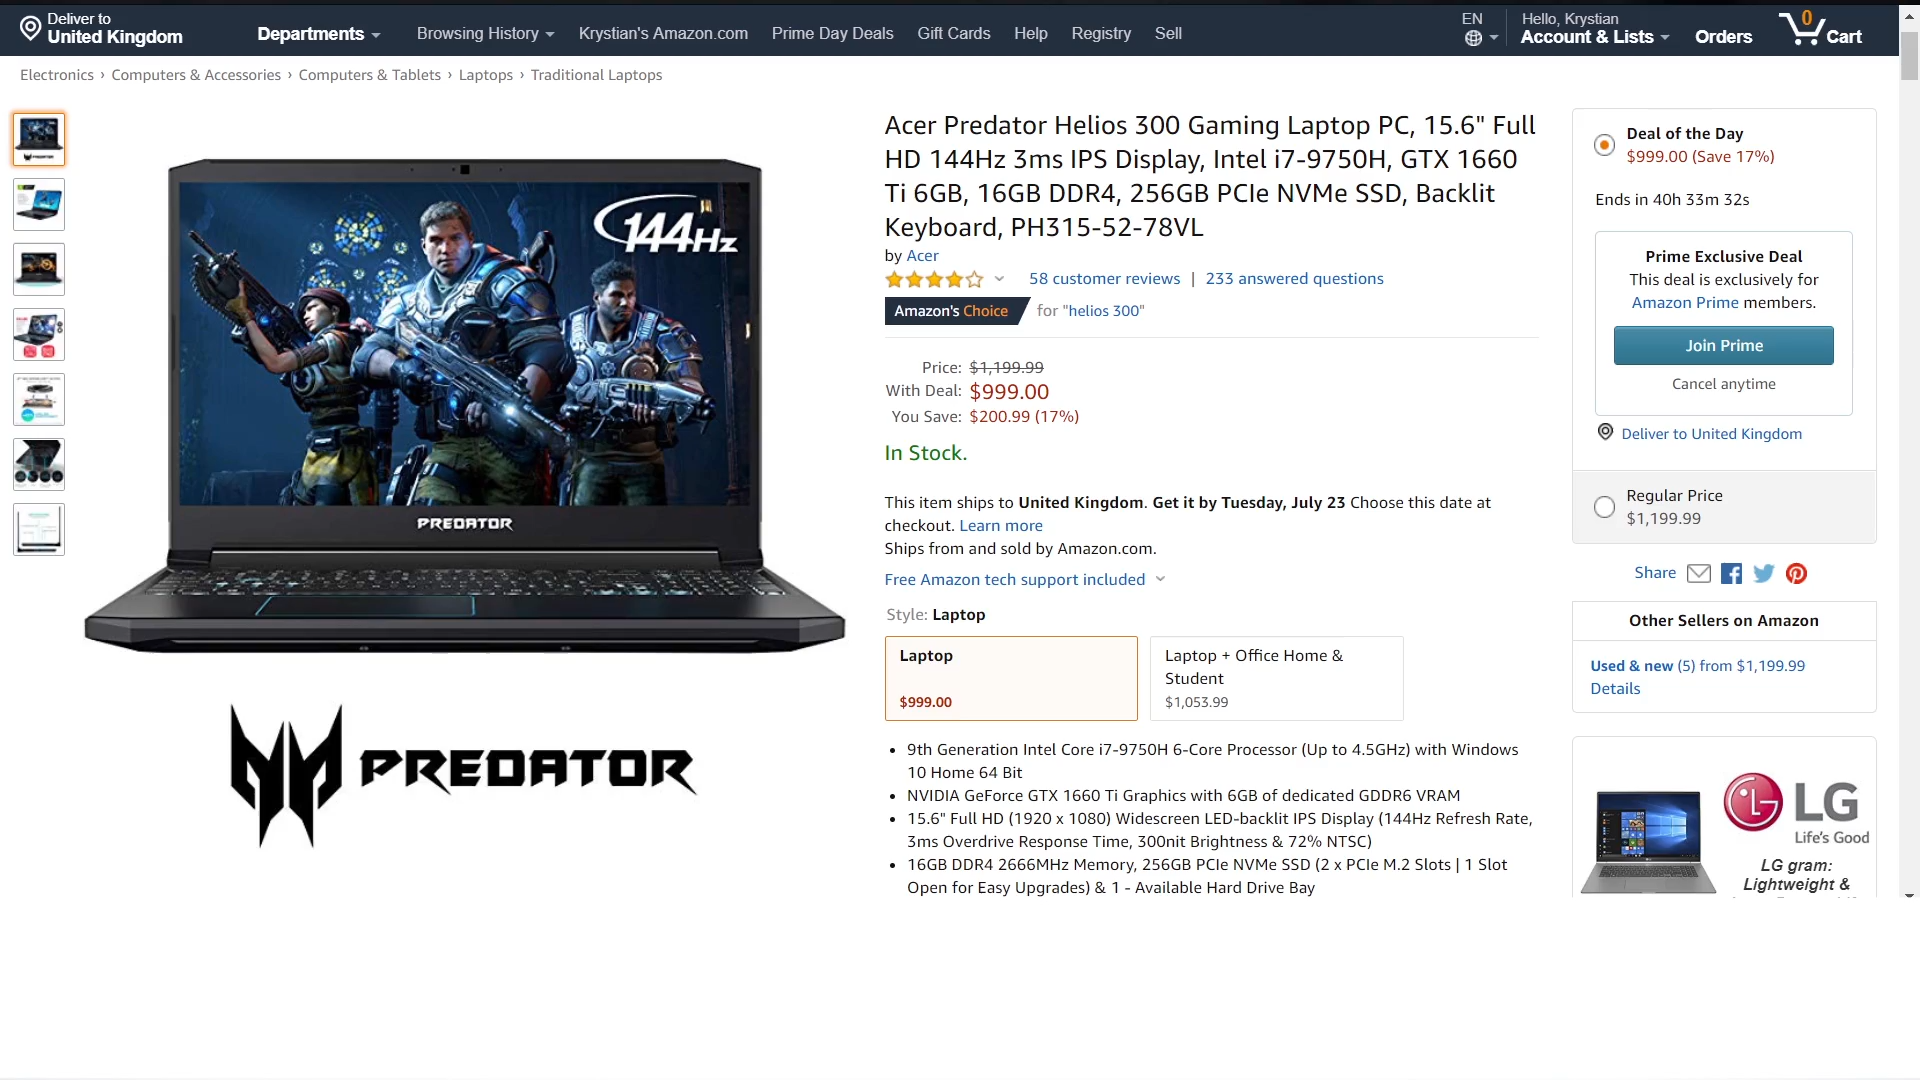 Deliver to
United Kingdom
Departments
Browsing History
Krystian's Amazon.com
Prime Day Deals
Gift Cards
Help
Registry
Sell
EN
Hello, Krystian
Account & Lists
Orders
0
Cart
Electronics › Computers & Accessories › Computers & Tablets › Laptops › Traditional Laptops
144Hz
PREDATOR
PREDATOR
Acer Predator Helios 300 Gaming Laptop PC, 15.6" Full
HD 144Hz 3ms IPS Display, Intel i7-9750H, GTX 1660
Ti 6GB, 16GB DDR4, 256GB PCIe NVMe SSD, Backlit
Keyboard, PH315-52-78VL
by Acer
58 customer reviews | 233 answered questions
Amazon's Choice for "helios 300"
Price: $1,199.99
With Deal: $999.00
You Save: $200.99 (17%)
In Stock.
This item ships to United Kingdom. Get it by Tuesday, July 23 Choose this date at
checkout. Learn more
Ships from and sold by Amazon.com.
Free Amazon tech support included
Style: Laptop
Laptop
$999.00
Laptop + Office Home &
Student
$1,053.99
• 9th Generation Intel Core i7-9750H 6-Core Processor (Up to 4.5GHz) with Windows
10 Home 64 Bit
• NVIDIA GeForce GTX 1660 Ti Graphics with 6GB of dedicated GDDR6 VRAM
• 15.6" Full HD (1920 x 1080) Widescreen LED-backlit IPS Display (144Hz Refresh Rate,
3ms Overdrive Response Time, 300nit Brightness & 72% NTSC)
• 16GB DDR4 2666MHz Memory, 256GB PCIe NVMe SSD (2 x PCIe M.2 Slots | 1 Slot
Open for Easy Upgrades) & 1 - Available Hard Drive Bay
Deal of the Day
$999.00 (Save 17%)
Ends in 40h 33m 32s
Prime Exclusive Deal
This deal is exclusively for
Amazon Prime members.
Join Prime
Cancel anytime
Deliver to United Kingdom
Regular Price
$1,199.99
Share
Other Sellers on Amazon
Used & new (5) from $1,199.99
Details
LG
Life's Good
LG gram:
Lightweight &